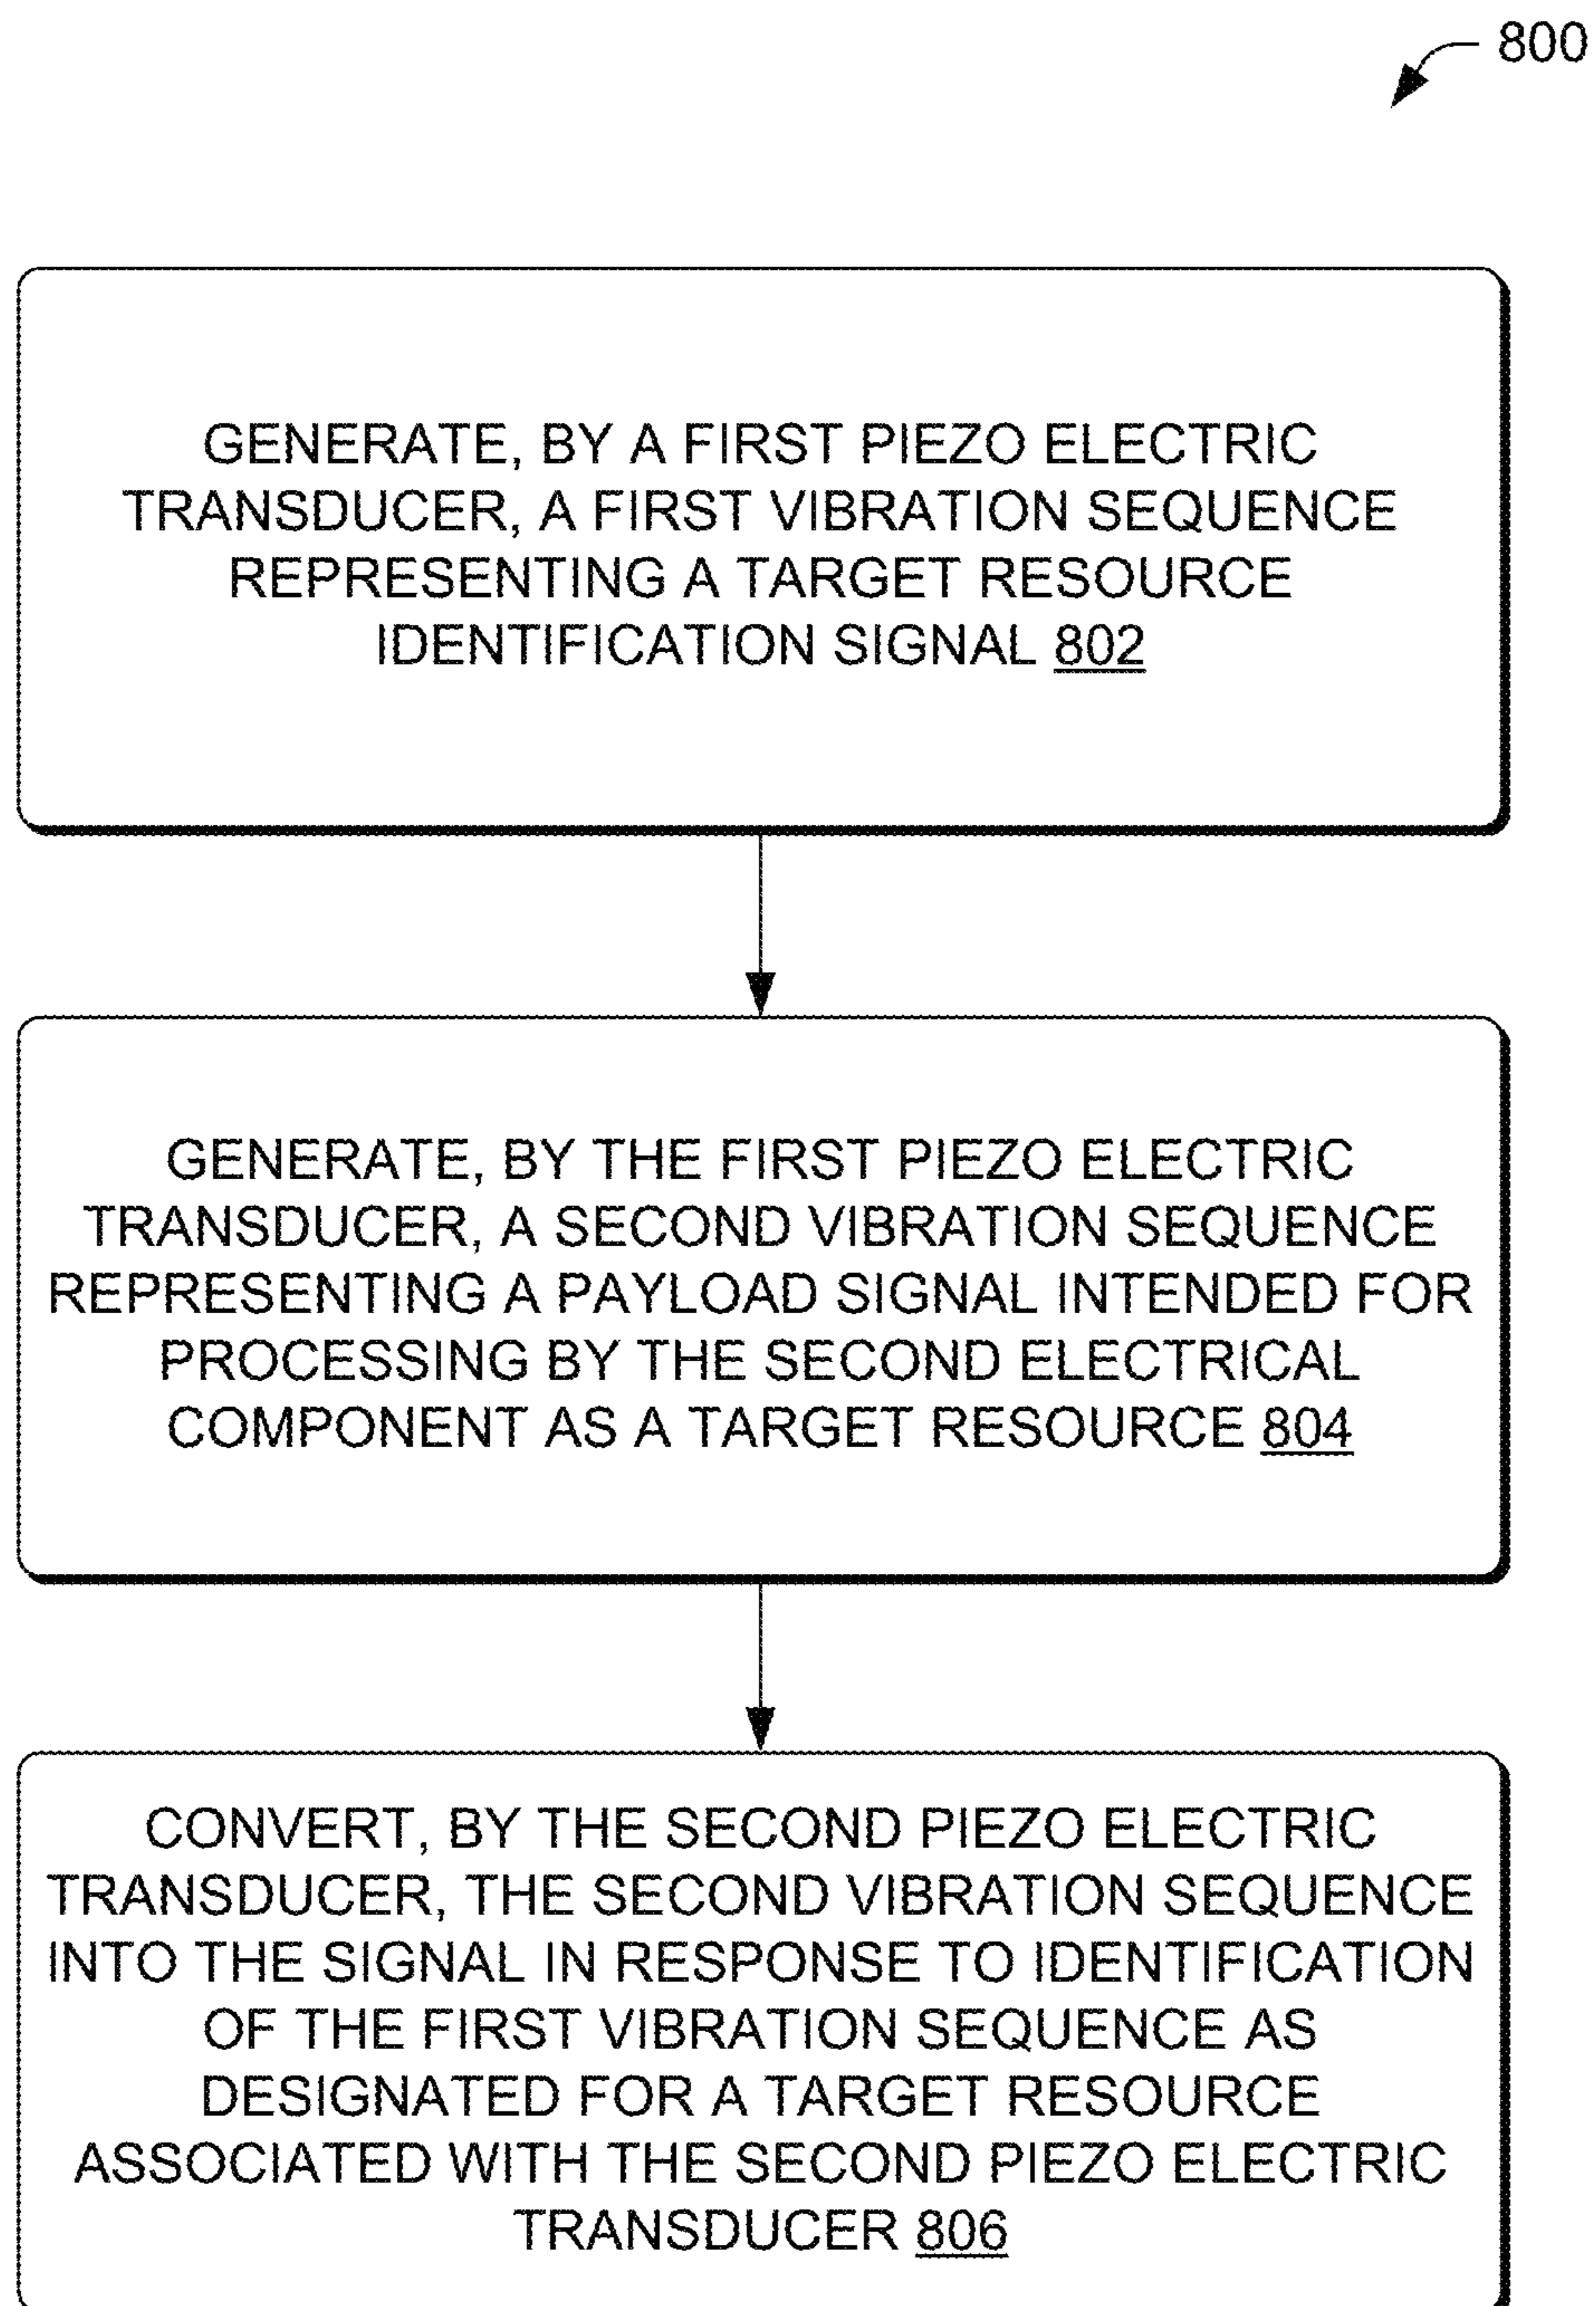 800
GENERATE, BY A FIRST PIEZO ELECTRIC
TRANSDUCER, A FIRST VIBRATION SEQUENCE
REPRESENTING A TARGET RESOURCE
IDENTIFICATION SIGNAL 802
GENERATE, BY THE FIRST PIEZO ELECTRIC
TRANSDUCER, A SECOND VIBRATION SEQUENCE
REPRESENTING A PAYLOAD SIGNAL INTENDED FOR
PROCESSING BY THE SECOND ELECTRICAL
COMPONENT AS A TARGET RESOURCE 804
CONVERT, BY THE SECOND PIEZO ELECTRIC
TRANSDUCER, THE SECOND VIBRATION SEQUENCE
INTO THE SIGNAL IN RESPONSE TO IDENTIFICATION
OF THE FIRST VIBRATION SEQUENCE AS
DESIGNATED FOR A TARGET RESOURCE
ASSOCIATED WITH THE SECOND PIEZO ELECTRIC
TRANSDUCER 806